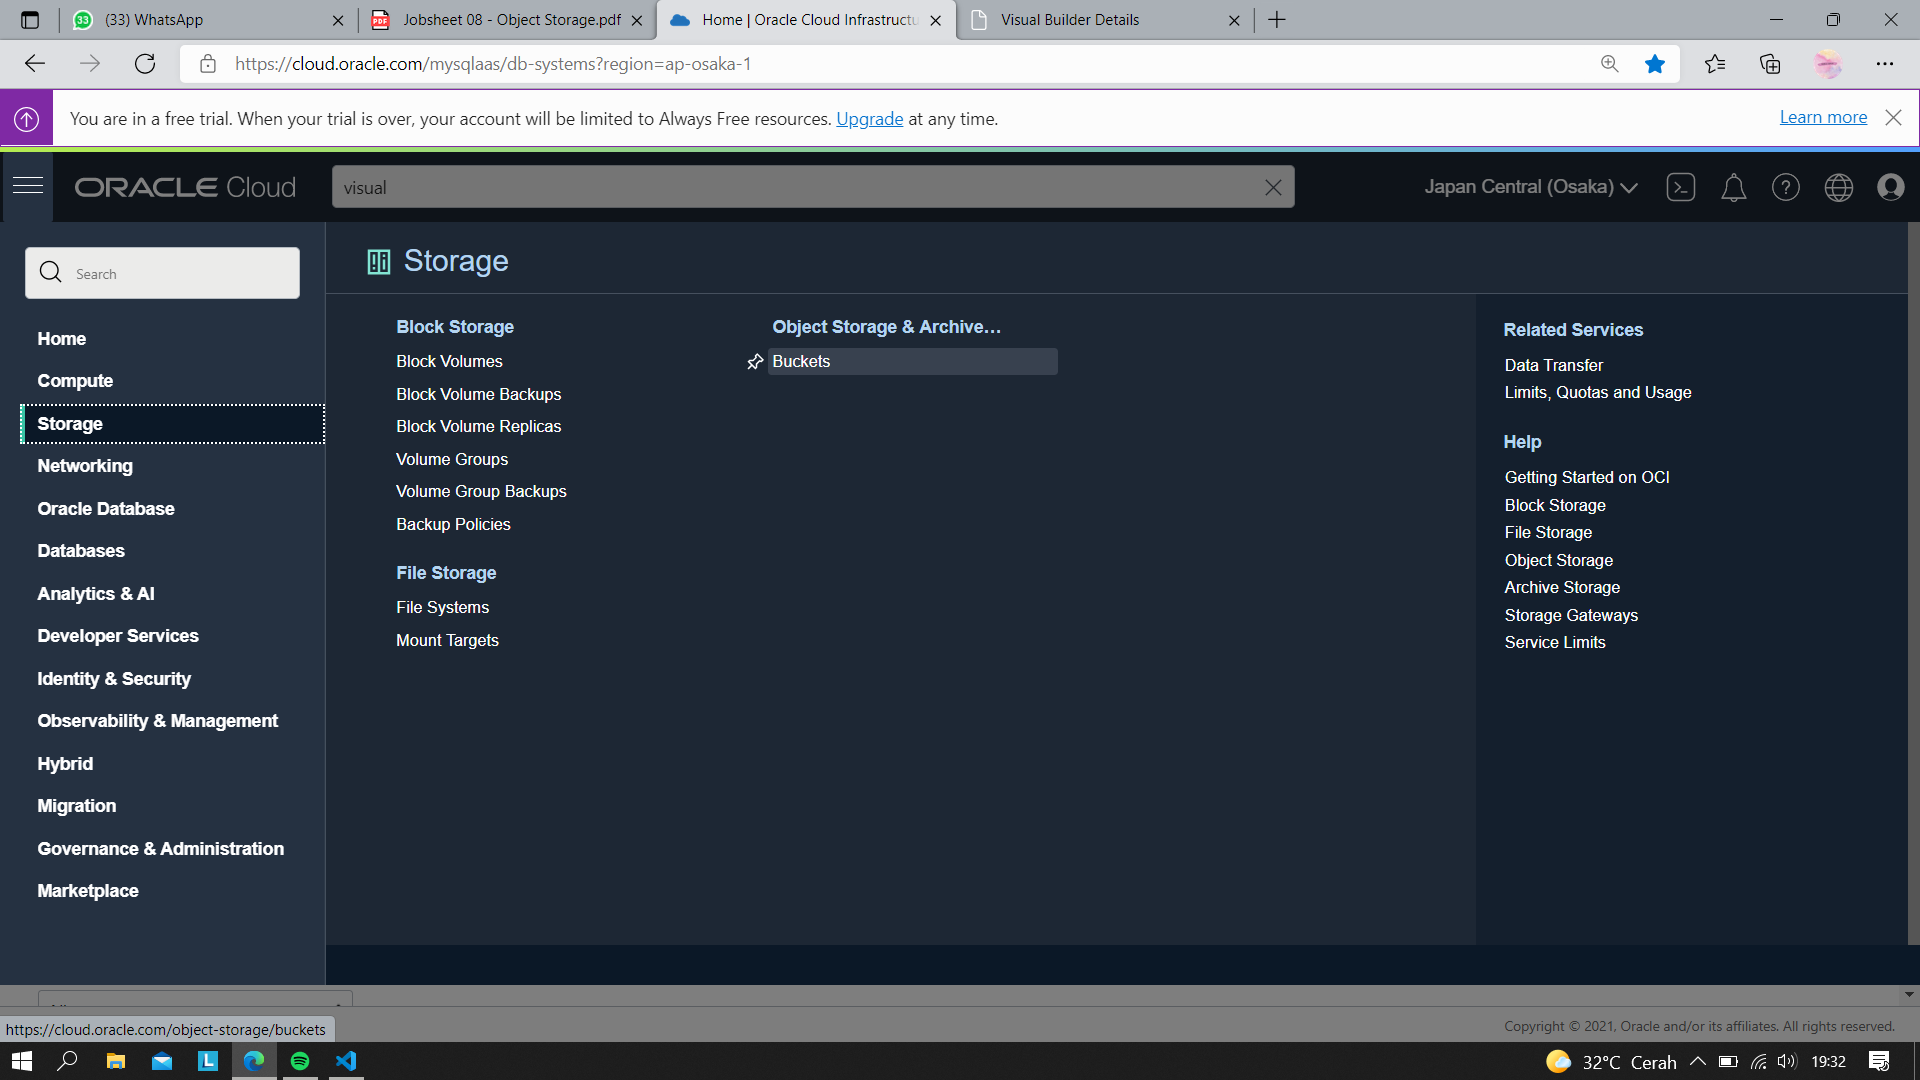 33 (33) WhatsApp
PDF Jobsheet 08 - Object Storage.pdf
Home | Oracle Cloud Infrastructu
Visual Builder Details
https://cloud.oracle.com/mysqlaas/db-systems?region=ap-osaka-1
You are in a free trial. When your trial is over, your account will be limited to Always Free resources. Upgrade at any time.
Learn more
ORACLE Cloud
visual
Japan Central (Osaka)
Search
Home
Compute
Storage
Networking
Oracle Database
Databases
Analytics & AI
Developer Services
Identity & Security
Observability & Management
Hybrid
Migration
Governance & Administration
Marketplace
Storage
Block Storage
Block Volumes
Block Volume Backups
Block Volume Replicas
Volume Groups
Volume Group Backups
Backup Policies
File Storage
File Systems
Mount Targets
Object Storage & Archive…
Buckets
Related Services
Data Transfer
Limits, Quotas and Usage
Help
Getting Started on OCI
Block Storage
File Storage
Object Storage
Archive Storage
Storage Gateways
Service Limits
https://cloud.oracle.com/object-storage/buckets
Copyright © 2021, Oracle and/or its affiliates. All rights reserved.
L
32°C Cerah
19:32